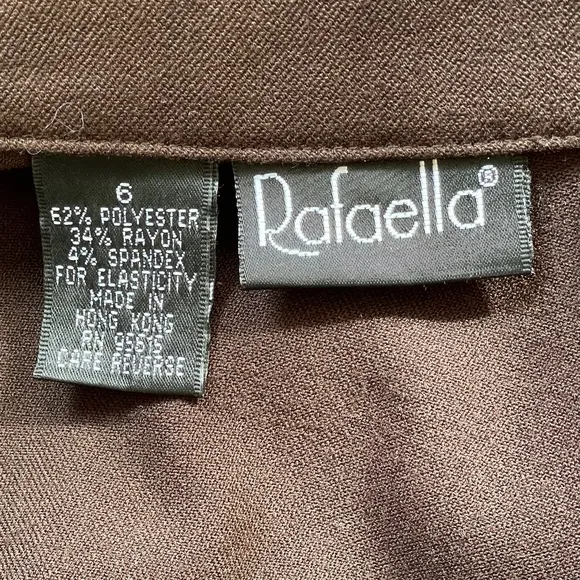 6
62% POLYESTER
34% RAYON
4% SPANDEX
FOR ELASTICITY
MADE IN
HONG KONG
RN 95515
CARE REVERSE
Rafaella®